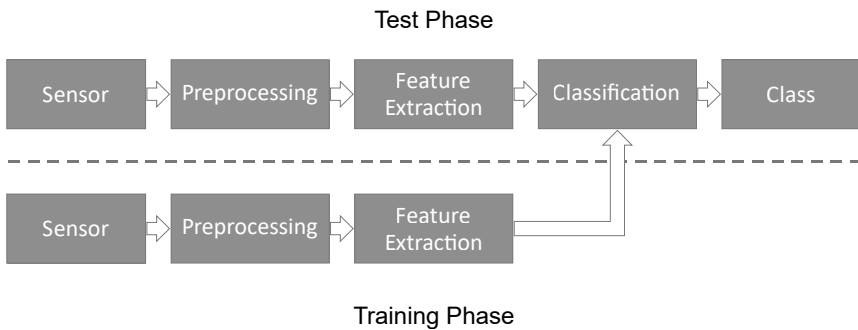 Test Phase
Sensor
Preprocessing
Feature
Extraction
Classification
Class
Sensor
Preprocessing
Feature
Extraction
Training Phase